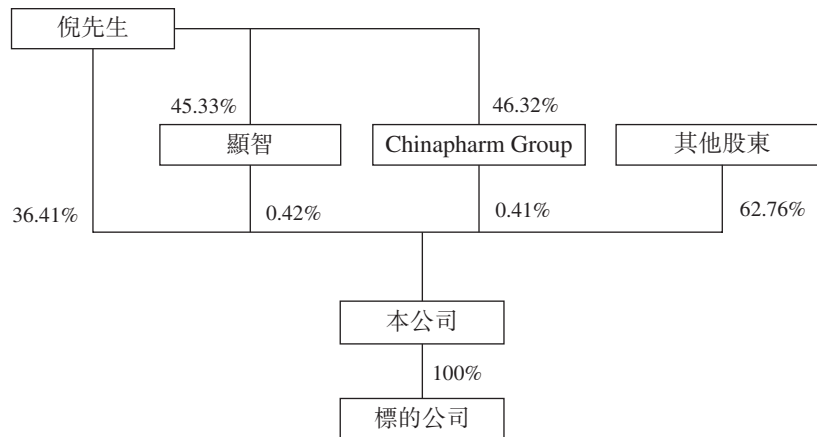 倪先生
45.33%
46.32%
顯智
Chinapharm Group
其他股東
36.41%
0.42%
0.41%
62.76%
本公司
100%
標的公司